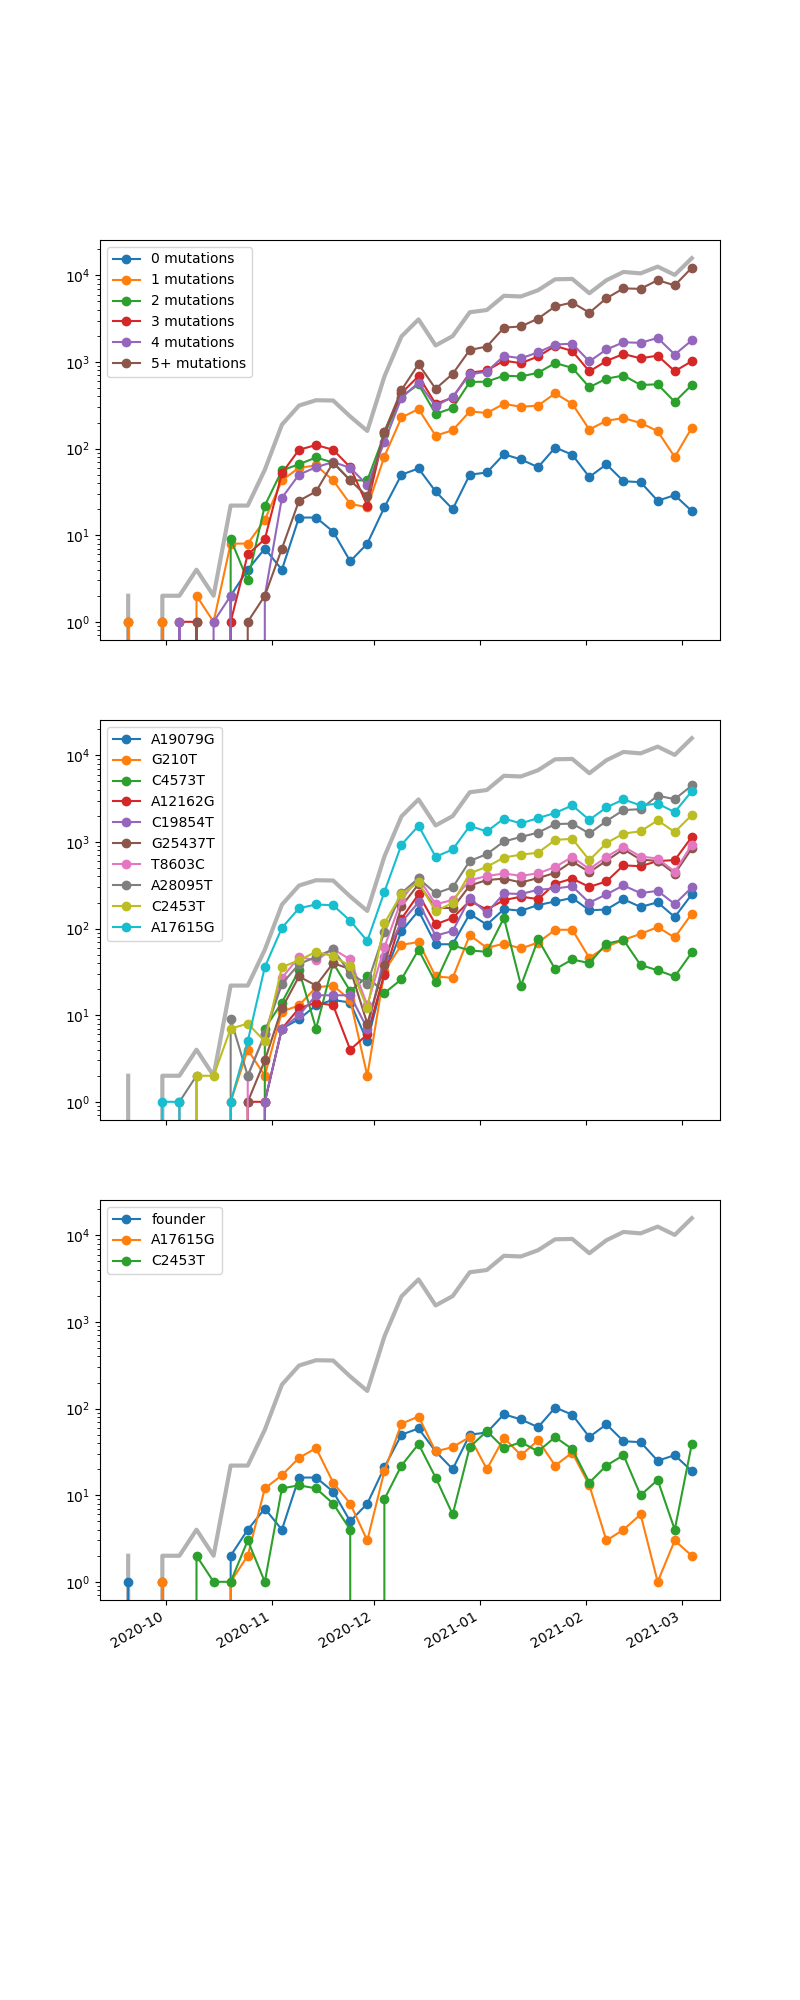 10⁴
10³
10²
10¹
10⁰
0 mutations
1 mutations
2 mutations
3 mutations
4 mutations
5+ mutations
10⁴
10³
10²
10¹
10⁰
A19079G
G210T
C4573T
A12162G
C19854T
G25437T
T8603C
A28095T
C2453T
A17615G
10⁴
10³
10²
10¹
10⁰
founder
A17615G
C2453T
2020-10
2020-11
2020-12
2021-01
2021-02
2021-03